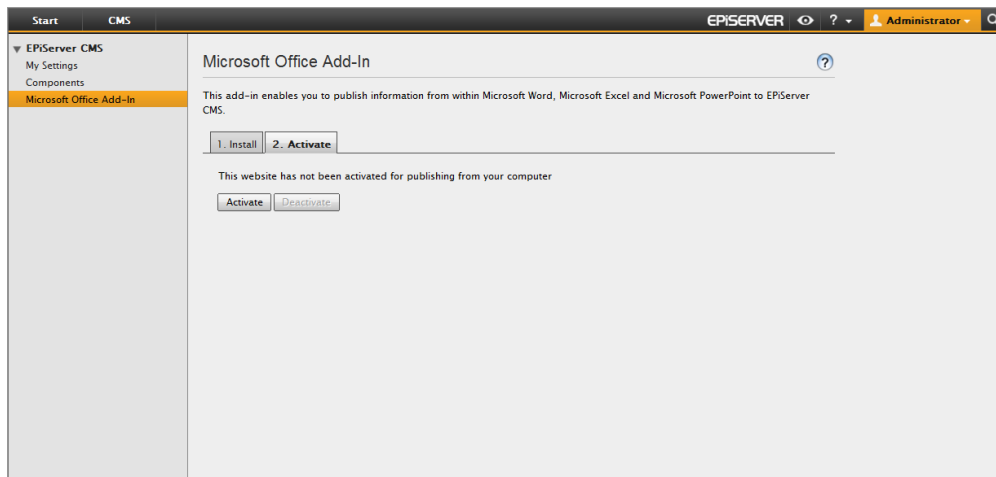 Start CMS EPiSERVER ? Administrator
EPiServer CMS
My Settings
Components
Microsoft Office Add-In
Microsoft Office Add-In
?
This add-in enables you to publish information from within Microsoft Word, Microsoft Excel and Microsoft PowerPoint to EPiServer
CMS.
1. Install 2. Activate
This website has not been activated for publishing from your computer
Activate Deactivate